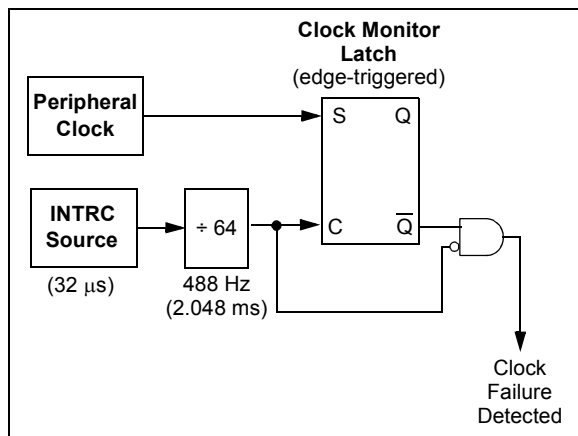 Clock Monitor
Latch
(edge-triggered)
Peripheral
Clock
S Q
INTRC
Source
÷ 64
C Q̅
(32 μs)
488 Hz
(2.048 ms)
Clock
Failure
Detected